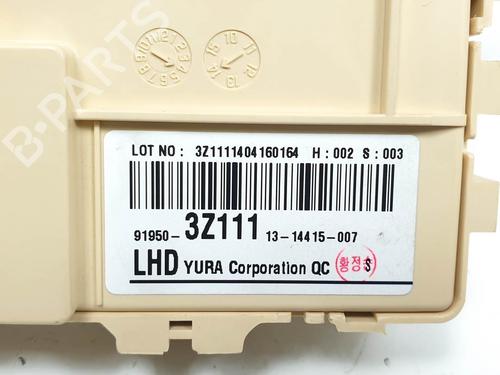 B-PARTS
LOT NO : 3Z1111404160164 H : 002 S : 003
91950-3Z111 13-14415-007
LHD YURA Corporation QC
S